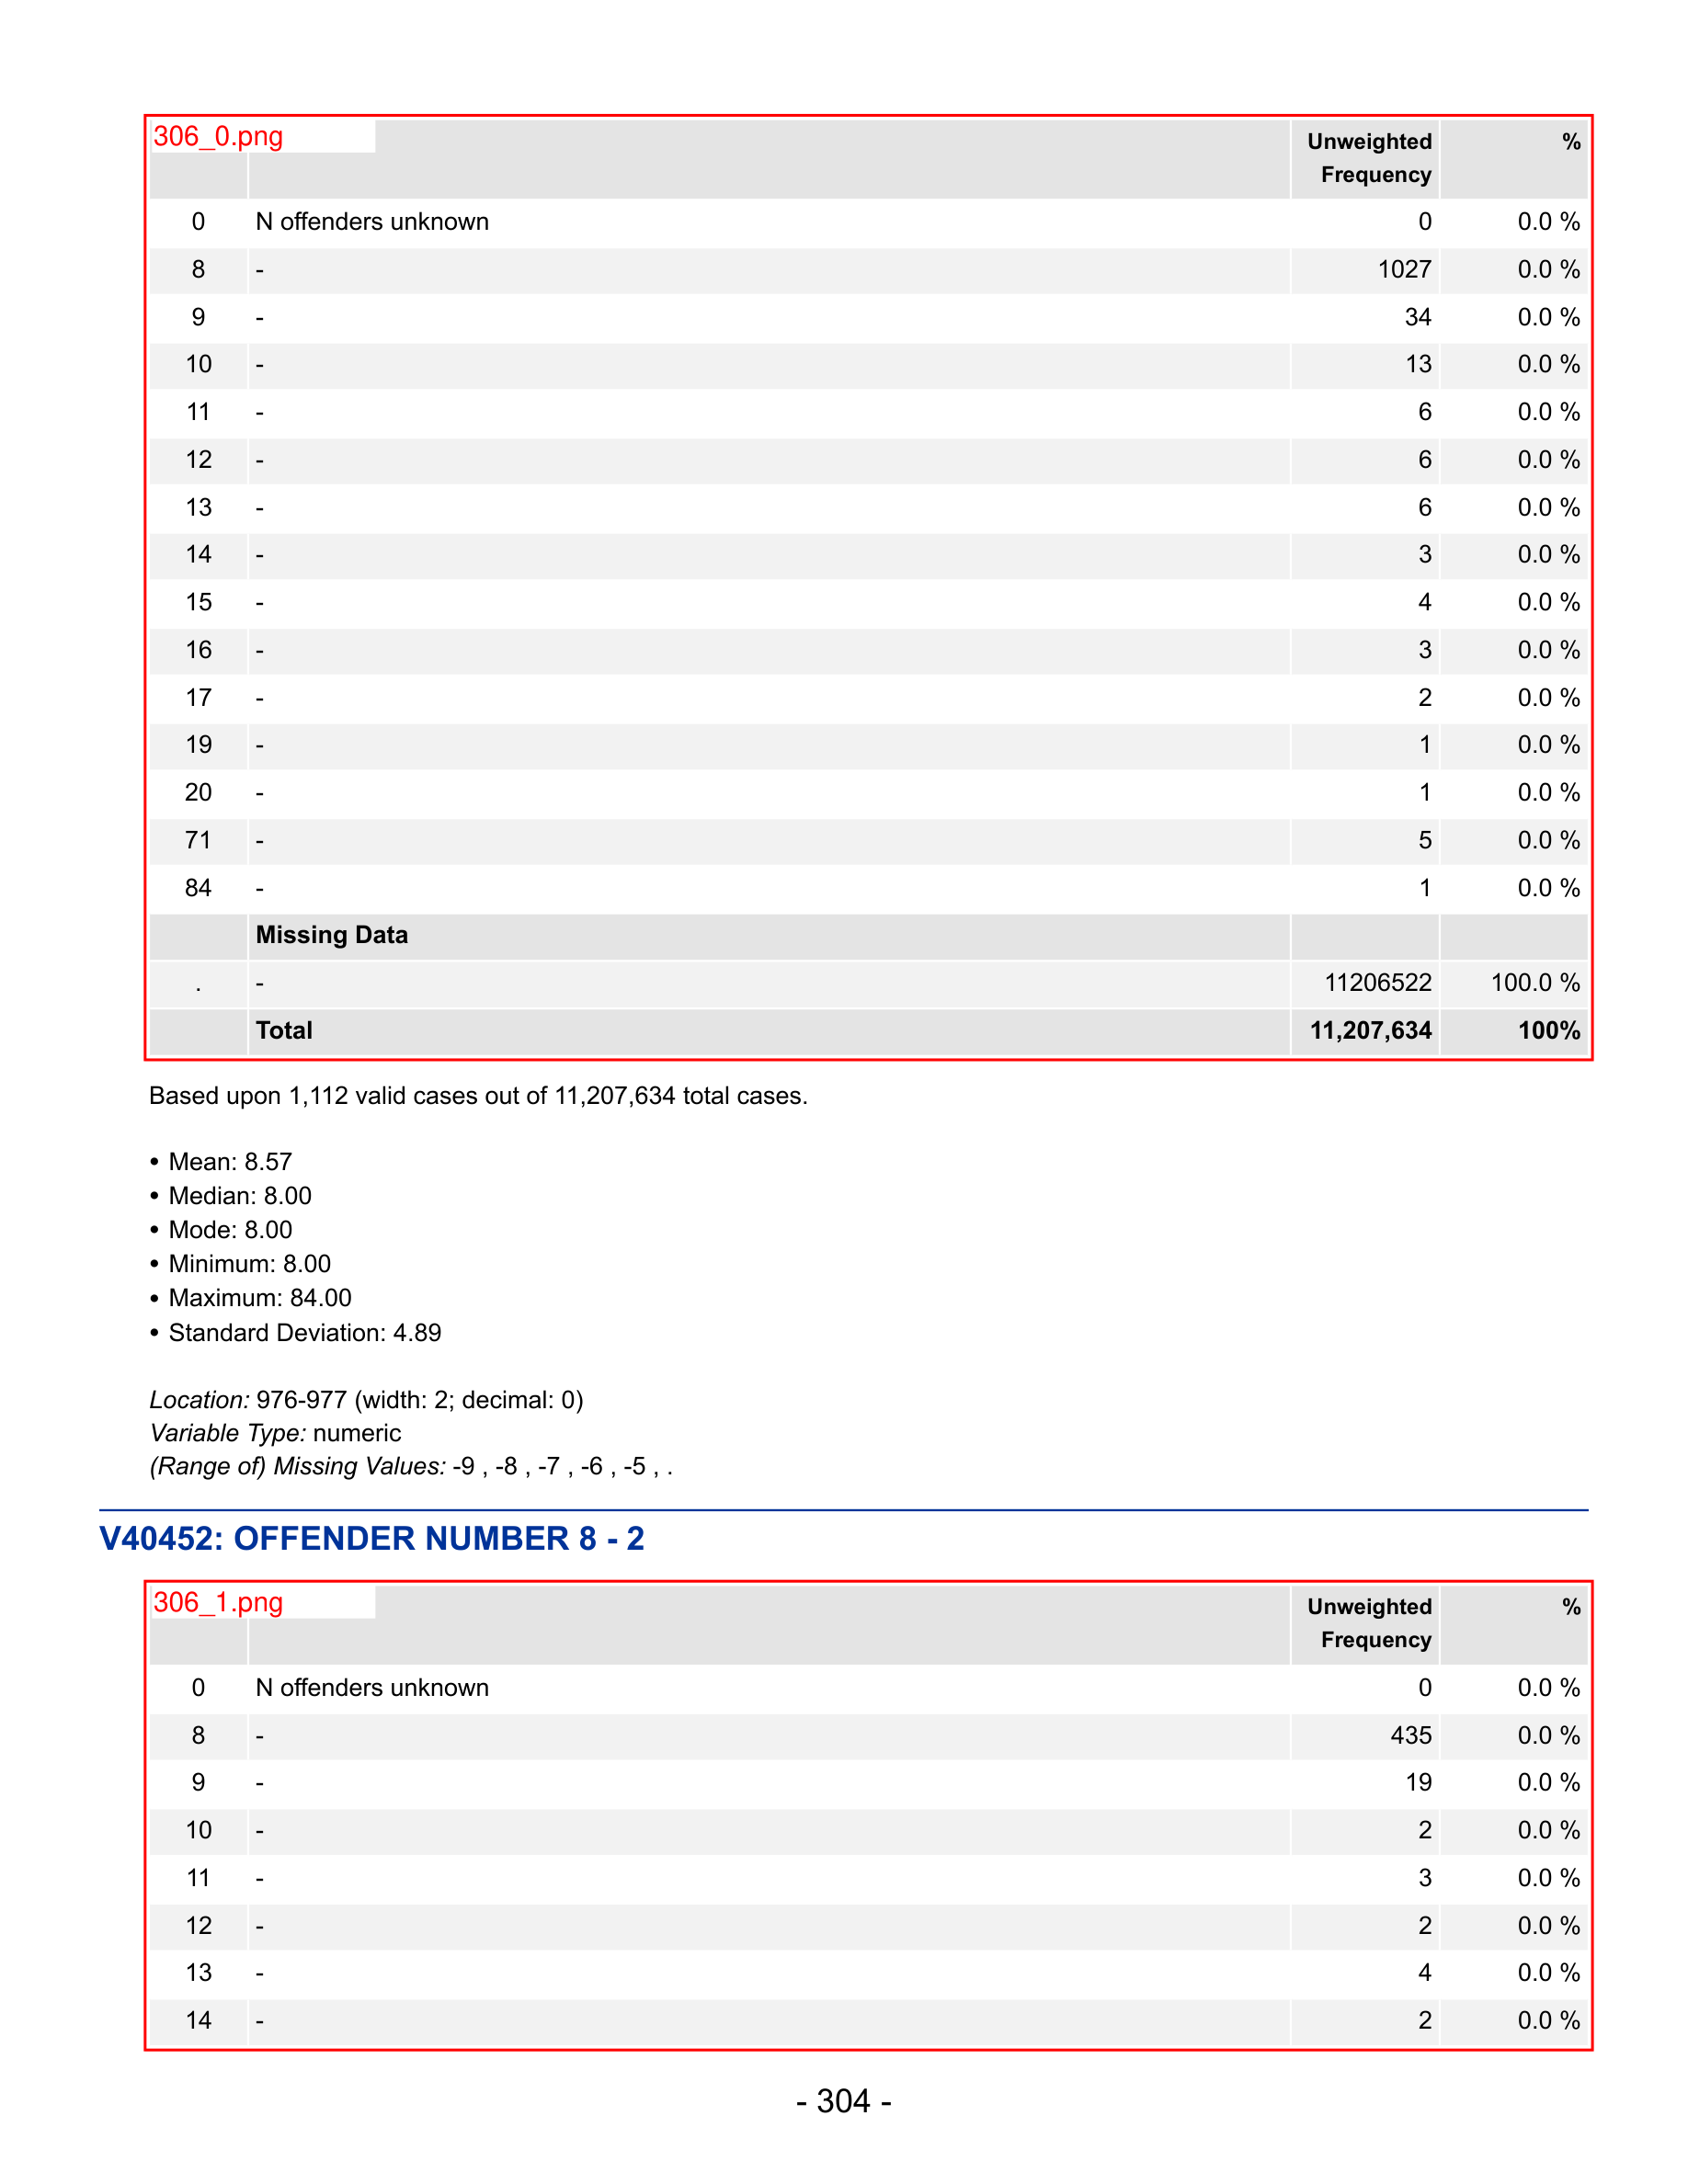 306_0.png
Unweighted Frequency %
0 N offenders unknown 0 0.0 %
8 - 1027 0.0 %
9 - 34 0.0 %
10 - 13 0.0 %
11 - 6 0.0 %
12 - 6 0.0 %
13 - 6 0.0 %
14 - 3 0.0 %
15 - 4 0.0 %
16 - 3 0.0 %
17 - 2 0.0 %
19 - 1 0.0 %
20 - 1 0.0 %
71 - 5 0.0 %
84 - 1 0.0 %
Missing Data
. - 11206522 100.0 %
Total 11,207,634 100%
Based upon 1,112 valid cases out of 11,207,634 total cases.
• Mean: 8.57
• Median: 8.00
• Mode: 8.00
• Minimum: 8.00
• Maximum: 84.00
• Standard Deviation: 4.89
Location: 976-977 (width: 2; decimal: 0)
Variable Type: numeric
(Range of) Missing Values: -9 , -8 , -7 , -6 , -5 , .
V40452: OFFENDER NUMBER 8 - 2
306_1.png
Unweighted Frequency %
0 N offenders unknown 0 0.0 %
8 - 435 0.0 %
9 - 19 0.0 %
10 - 2 0.0 %
11 - 3 0.0 %
12 - 2 0.0 %
13 - 4 0.0 %
14 - 2 0.0 %
- 304 -